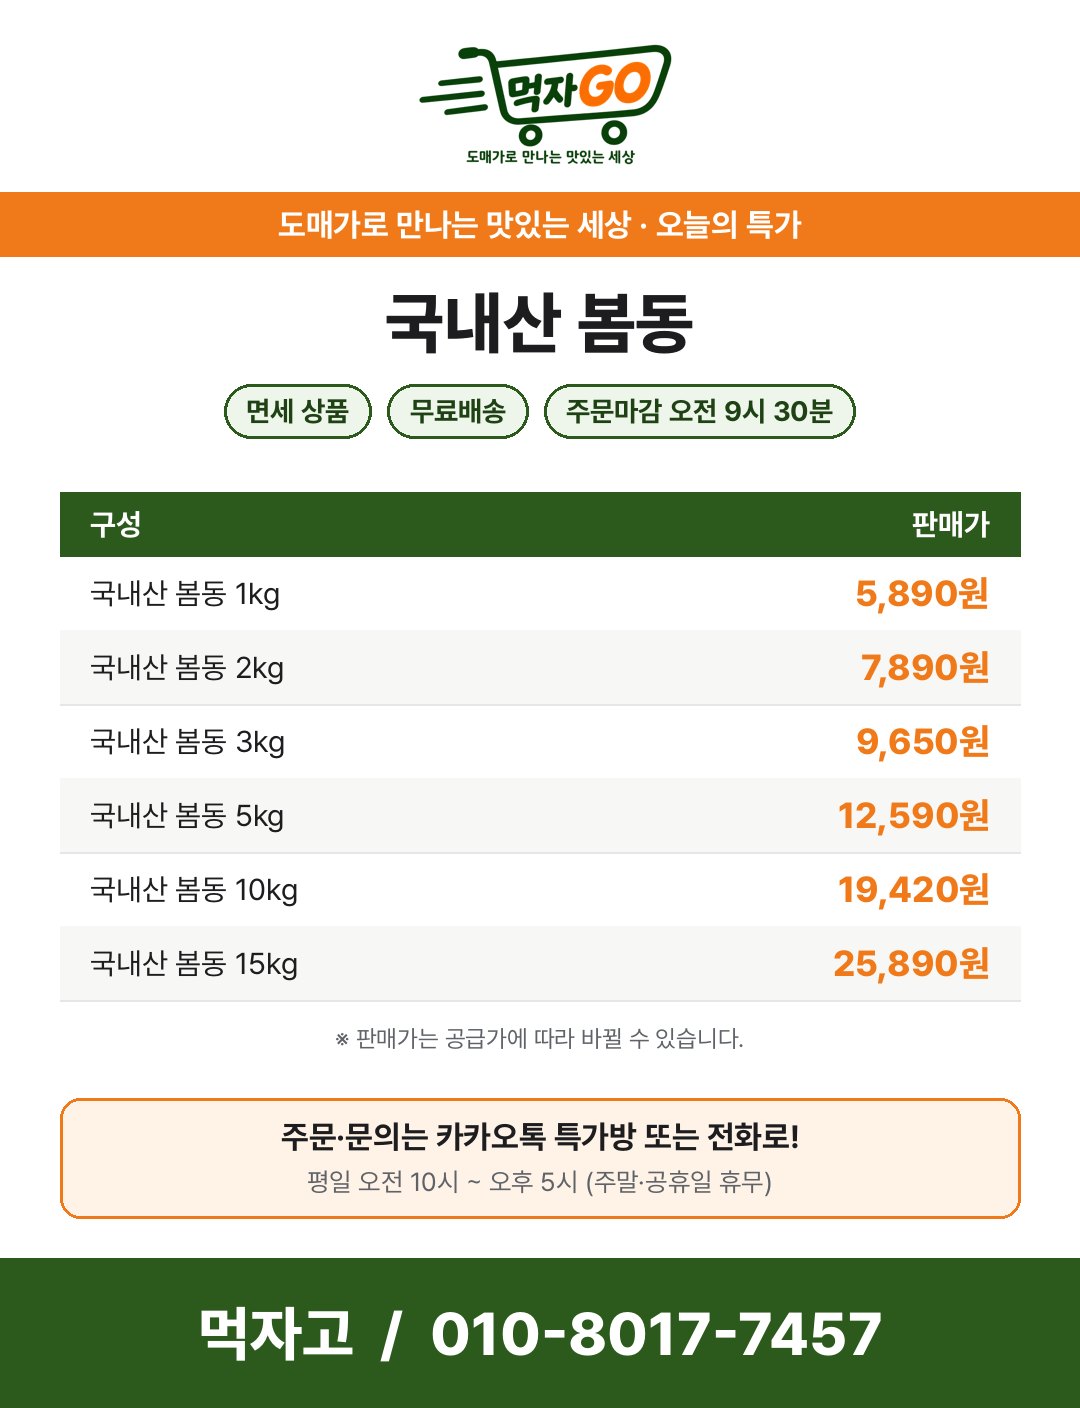 먹자GO
도매가로 만나는 맛있는 세상
도매가로 만나는 맛있는 세상 · 오늘의 특가
국내산 봄동
면세 상품 무료배송 주문마감 오전 9시 30분
구성 판매가
국내산 봄동 1kg 5,890원
국내산 봄동 2kg 7,890원
국내산 봄동 3kg 9,650원
국내산 봄동 5kg 12,590원
국내산 봄동 10kg 19,420원
국내산 봄동 15kg 25,890원
※ 판매가는 공급가에 따라 바뀔 수 있습니다.
주문·문의는 카카오톡 특가방 또는 전화로!
평일 오전 10시 ~ 오후 5시 (주말·공휴일 휴무)
먹자고 / 010-8017-7457